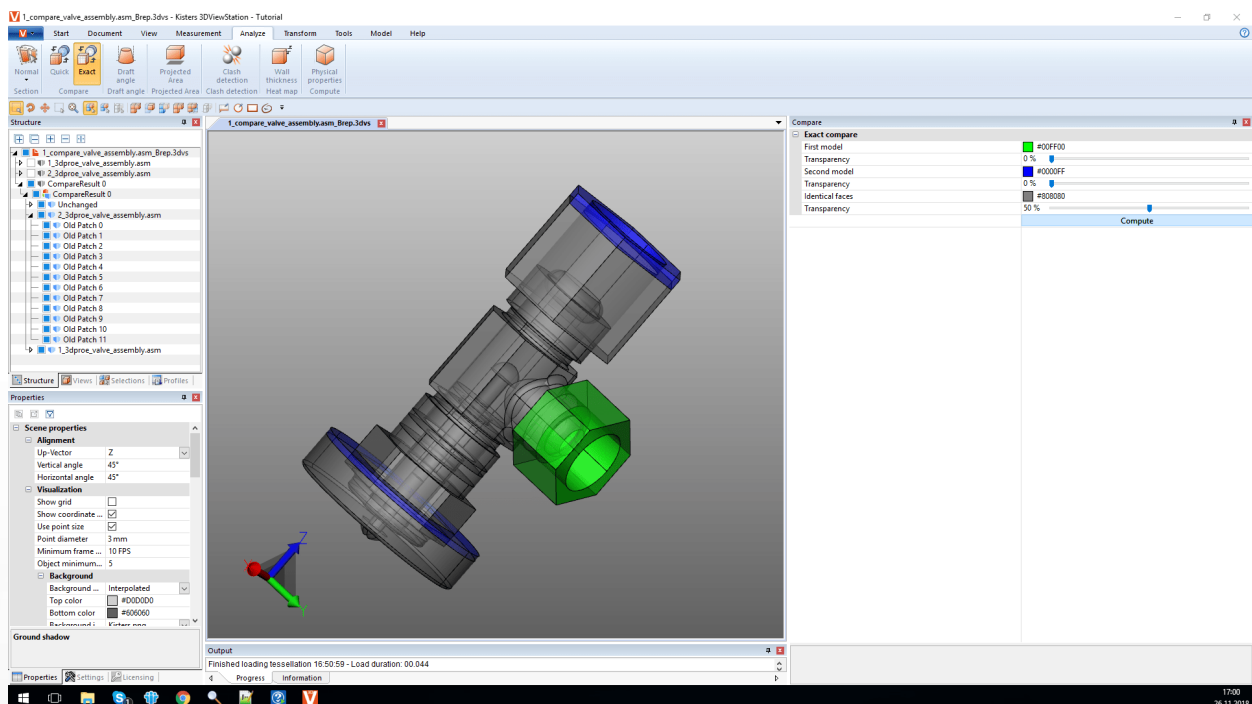 1_compare_valve_assembly.asm_Brep.3dvs - Kisters 3DViewStation - Tutorial
Start Document View Measurement Analyze Transform Tools Model Help
Normal Quick Exact Draft angle Projected Area Clash detection Wall thickness Physical properties
Section Compare Draft angle Projected Area Clash detection Heat map Compute
Structure
1_compare_valve_assembly.asm_Brep.3dvs
1_3dproe_valve_assembly.asm
2_3dproe_valve_assembly.asm
CompareResult 0
CompareResult 0
Unchanged
2_3dproe_valve_assembly.asm
Old Patch 0
Old Patch 1
Old Patch 2
Old Patch 3
Old Patch 4
Old Patch 5
Old Patch 6
Old Patch 7
Old Patch 8
Old Patch 9
Old Patch 10
Old Patch 11
1_3dproe_valve_assembly.asm
Structure Views Selections Profiles
Properties
Scene properties
Alignment
Up-Vector Z
Vertical angle 45°
Horizontal angle 45°
Visualization
Show grid
Show coordinate ...
Use point size
Point diameter 3 mm
Minimum frame ... 10 FPS
Object minimum... 5
Background
Background ... Interpolated
Top color #D0D0D0
Bottom color #606060
Background i Kisters.png
Ground shadow
Properties Settings Licensing
1_compare_valve_assembly.asm_Brep.3dvs
Z
Y
Output
Finished loading tessellation 16:50:59 - Load duration: 00.044
Progress Information
Compare
Exact compare
First model #00FF00
Transparency 0 %
Second model #0000FF
Transparency 0 %
Identical faces #808080
Transparency 50 %
Compute
17:00
26.11.2018